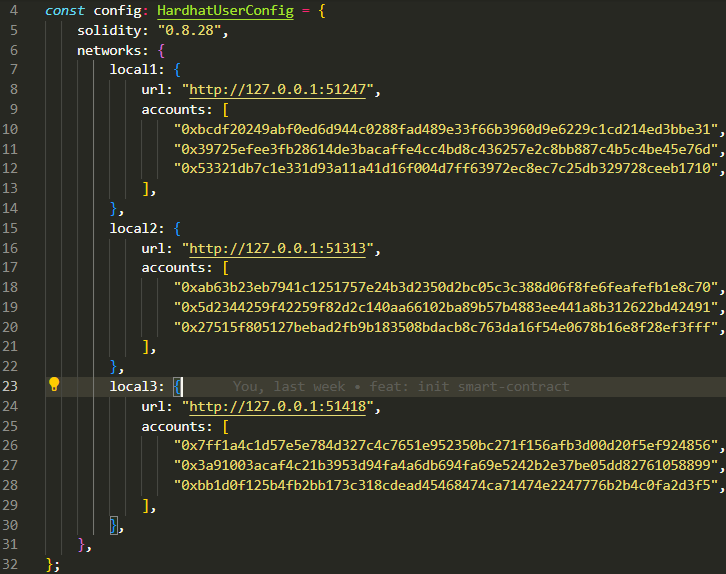 4 const config: HardhatUserConfig = {
5 solidity: "0.8.28",
6 networks: {
7 local1: {
8 url: "http://127.0.0.1:51247",
9 accounts: [
10 "0xbcdf20249abf0ed6d944c0288fad489e33f66b3960d9e6229c1cd214ed3bbe31",
11 "0x39725efee3fb28614de3bacaffe4cc4bd8c436257e2c8bb887c4b5c4be45e76d",
12 "0x53321db7c1e331d93a11a41d16f004d7ff63972ec8ec7c25db329728ceeb1710",
13 ],
14 },
15 local2: {
16 url: "http://127.0.0.1:51313",
17 accounts: [
18 "0xab63b23eb7941c1251757e24b3d2350d2bc05c3c388d06f8fe6feafefb1e8c70",
19 "0x5d2344259f42259f82d2c140aa66102ba89b57b4883ee441a8b312622bd42491",
20 "0x27515f805127bebad2fb9b183508bdacb8c763da16f54e0678b16e8f28ef3fff",
21 ],
22 },
23 local3: { You, last week • feat: init smart-contract
24 url: "http://127.0.0.1:51418",
25 accounts: [
26 "0x7ff1a4c1d57e5e784d327c4c7651e952350bc271f156afb3d00d20f5ef924856",
27 "0x3a91003acaf4c21b3953d94fa4a6db694fa69e5242b2e37be05dd82761058899",
28 "0xbb1d0f125b4fb2bb173c318cdead45468474ca71474e2247776b2b4c0fa2d3f5",
29 ],
30 },
31 },
32 };